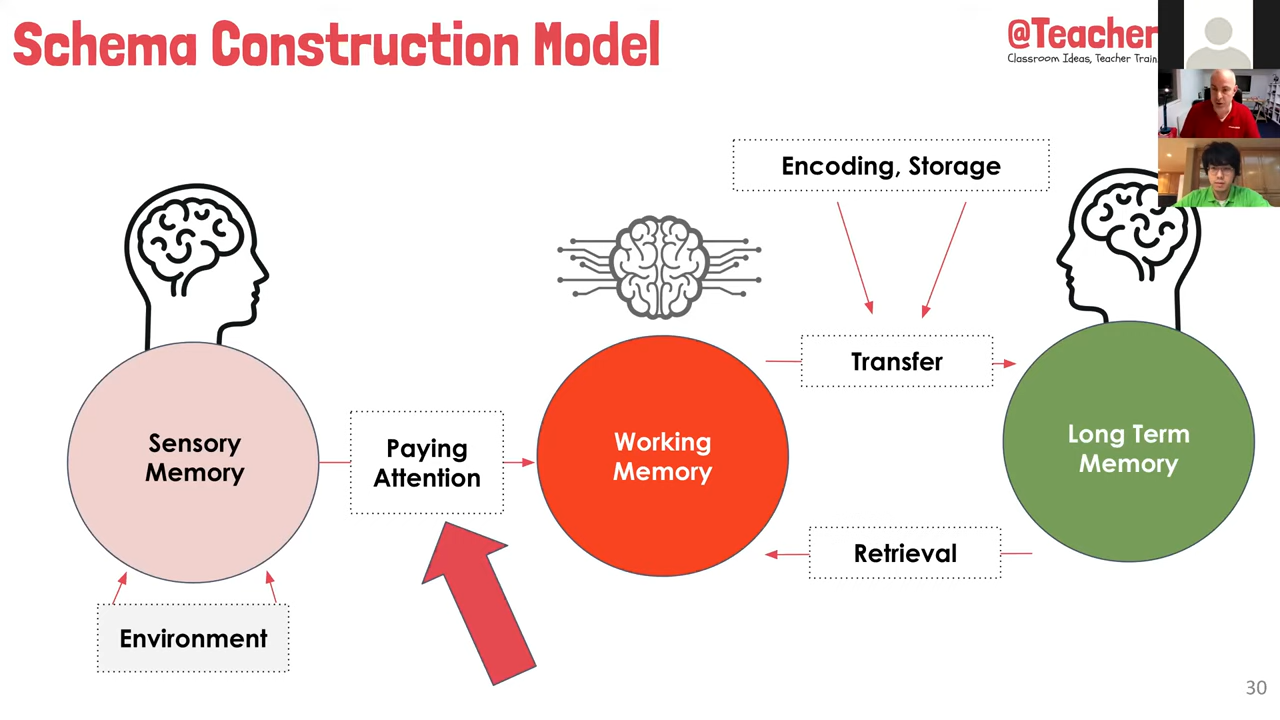 Schema Construction Model
@Teacher
Classroom Ideas, Teacher Train
Encoding, Storage
Transfer
Sensory
Memory
Paying
Attention
Working
Memory
Long Term
Memory
Retrieval
Environment
30